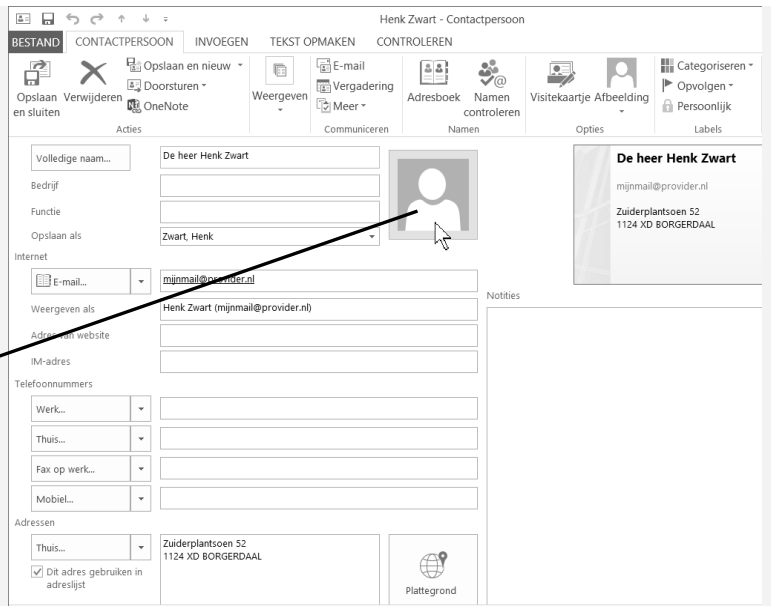 Henk Zwart - Contactpersoon
BESTAND CONTACTPERSOON INVOEGEN TEKST OPMAKEN CONTROLEREN
Opslaan en sluiten
Verwijderen
Opslaan en nieuw
Doorsturen
OneNote
Acties
Weergeven
E-mail
Vergadering
Meer
Communiceren
Adresboek
Namen controleren
Namen
Visitekaartje
Afbeelding
Opties
Categoriseren
Opvolgen
Persoonlijk
Labels
Volledige naam... De heer Henk Zwart
Bedrijf
Functie
Opslaan als Zwart, Henk
Internet
E-mail... mijnmail@provider.nl
Weergeven als Henk Zwart (mijnmail@provider.nl)
Adres van website
IM-adres
Telefoonnummers
Werk...
Thuis...
Fax op werk...
Mobiel...
Adressen
Thuis... Zuiderplantsoen 52
1124 XD BORGERDAAL
Dit adres gebruiken in
adreslijst
Plattegrond
De heer Henk Zwart
mijnmail@provider.nl
Zuiderplantsoen 52
1124 XD BORGERDAAL
Notities